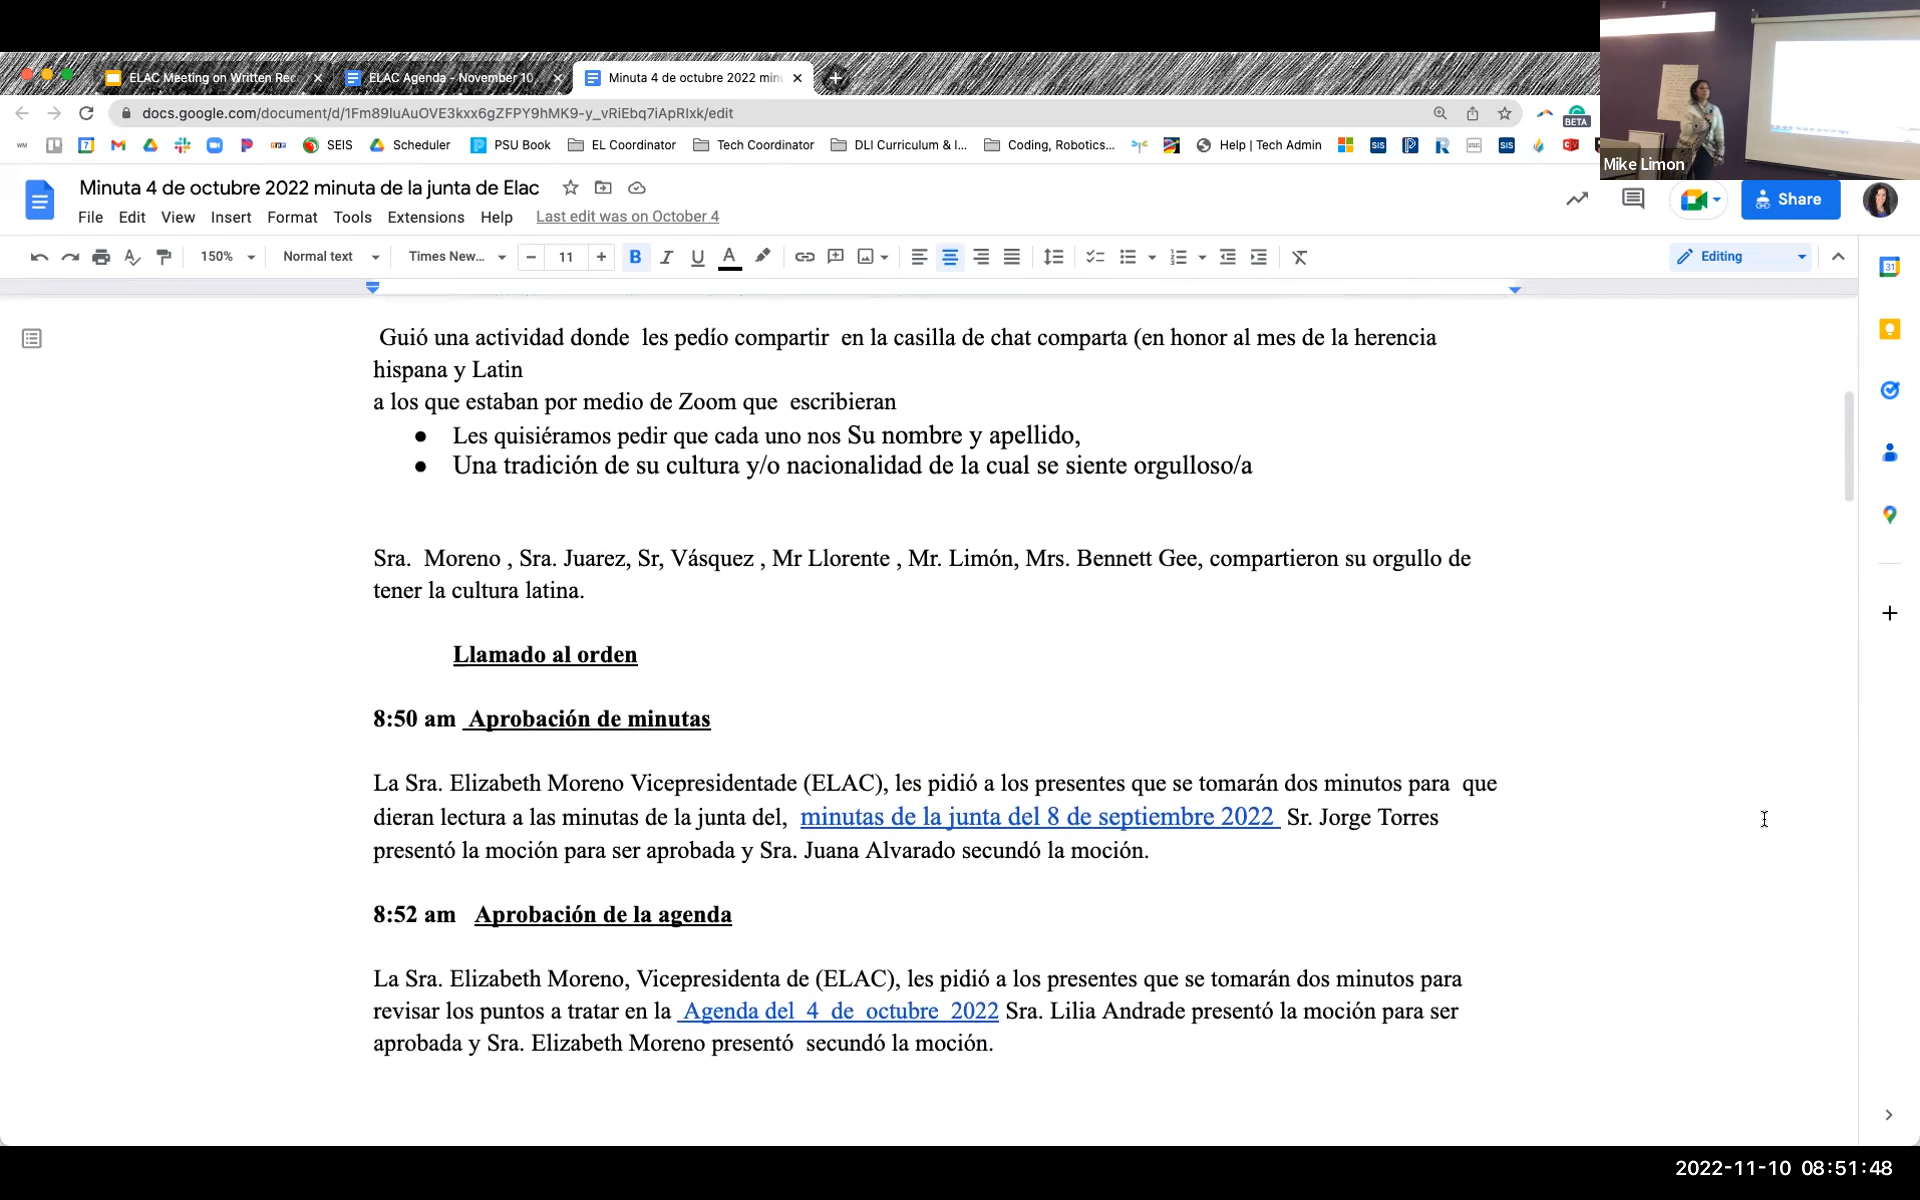 ELAC Meeting on Written Rec
ELAC Agenda - November 10
Minuta 4 de octubre 2022 min
docs.google.com/document/d/1Fm89luAuOVE3kxx6gZFPY9hMK9-y_vRiEbq7iApRIxk/edit
BETA
SEIS Scheduler PSU Book EL Coordinator Tech Coordinator DLI Curriculum & I... Coding, Robotics... Help | Tech Admin
Mike Limon
Minuta 4 de octubre 2022 minuta de la junta de Elac
File Edit View Insert Format Tools Extensions Help Last edit was on October 4
Share
150% Normal text Times New... 11 Editing
Guió una actividad donde les pedío compartir en la casilla de chat comparta (en honor al mes de la herencia
hispana y Latin
a los que estaban por medio de Zoom que escribieran
● Les quisiéramos pedir que cada uno nos Su nombre y apellido,
● Una tradición de su cultura y/o nacionalidad de la cual se siente orgulloso/a
Sra. Moreno , Sra. Juarez, Sr, Vásquez , Mr Llorente , Mr. Limón, Mrs. Bennett Gee, compartieron su orgullo de
tener la cultura latina.
Llamado al orden
8:50 am Aprobación de minutas
La Sra. Elizabeth Moreno Vicepresidentade (ELAC), les pidió a los presentes que se tomarán dos minutos para que
dieran lectura a las minutas de la junta del, minutas de la junta del 8 de septiembre 2022 Sr. Jorge Torres
presentó la moción para ser aprobada y Sra. Juana Alvarado secundó la moción.
8:52 am Aprobación de la agenda
La Sra. Elizabeth Moreno, Vicepresidenta de (ELAC), les pidió a los presentes que se tomarán dos minutos para
revisar los puntos a tratar en la Agenda del 4 de octubre 2022 Sra. Lilia Andrade presentó la moción para ser
aprobada y Sra. Elizabeth Moreno presentó secundó la moción.
2022-11-10 08:51:48